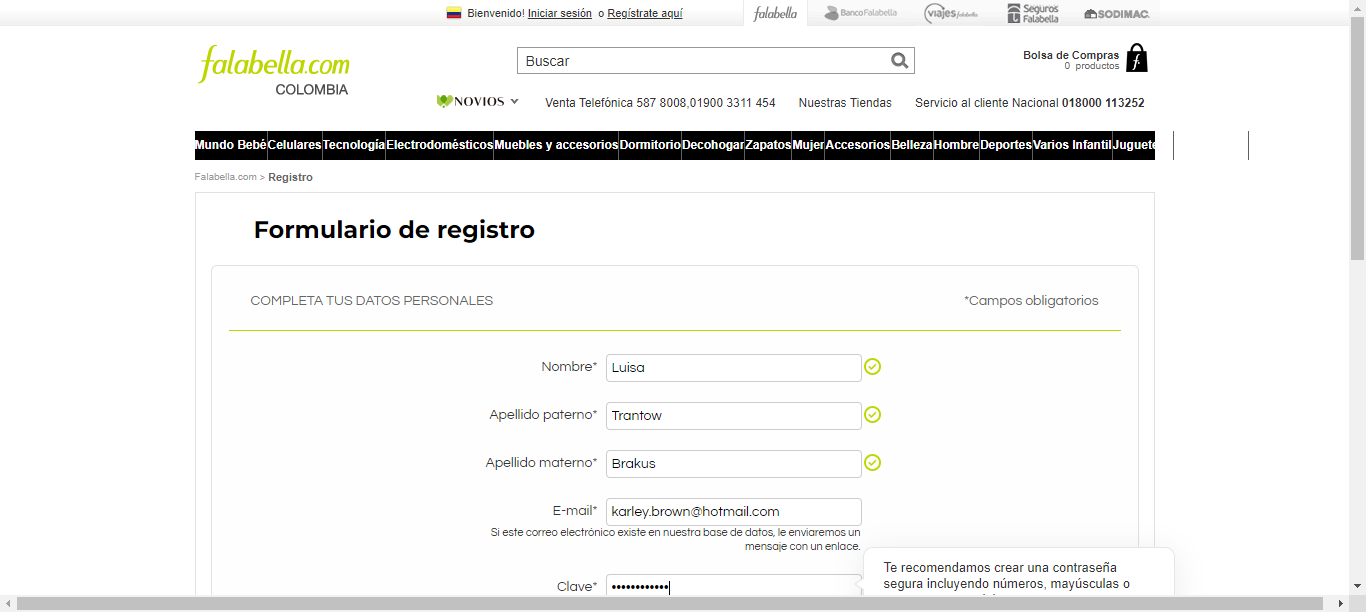 Bienvenido! Iniciar sesión o Regístrate aquí
falabella
BancoFalabella
viajes falabella
Seguros Falabella
SODIMAC
falabella.com
COLOMBIA
Buscar
Bolsa de Compras
0 productos
NOVIOS
Venta Telefónica 587 8008,01900 3311 454
Nuestras Tiendas
Servicio al cliente Nacional 018000 113252
Mundo Bebé Celulares Tecnología Electrodomésticos Muebles y accesorios Dormitorio Decohogar Zapatos Mujer Accesorios Belleza Hombre Deportes Varios Infantil Juguete
Falabella.com > Registro
Formulario de registro
COMPLETA TUS DATOS PERSONALES
*Campos obligatorios
Nombre* Luisa
Apellido paterno* Trantow
Apellido materno* Brakus
E-mail* karley.brown@hotmail.com
Si este correo electrónico existe en nuestra base de datos, le enviaremos un
mensaje con un enlace.
Clave* ••••••••••••
Te recomendamos crear una contraseña
segura incluyendo números, mayúsculas o